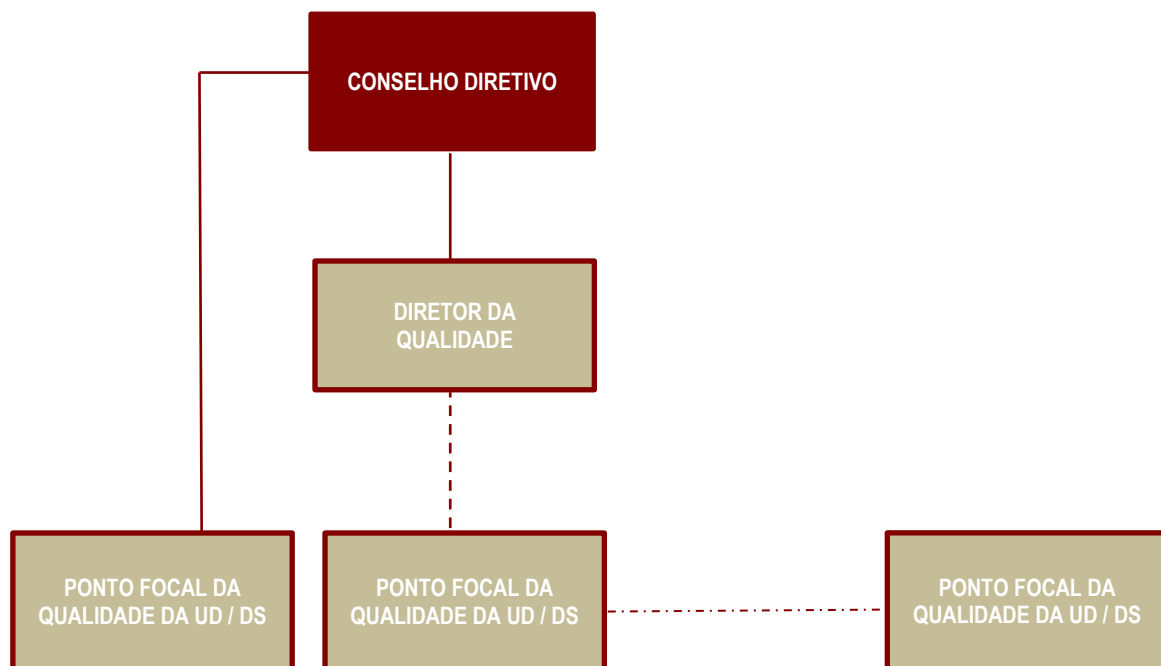 CONSELHO DIRETIVO
DIRETOR DA
QUALIDADE
PONTO FOCAL DA
QUALIDADE DA UD / DS
PONTO FOCAL DA
QUALIDADE DA UD / DS
PONTO FOCAL DA
QUALIDADE DA UD / DS